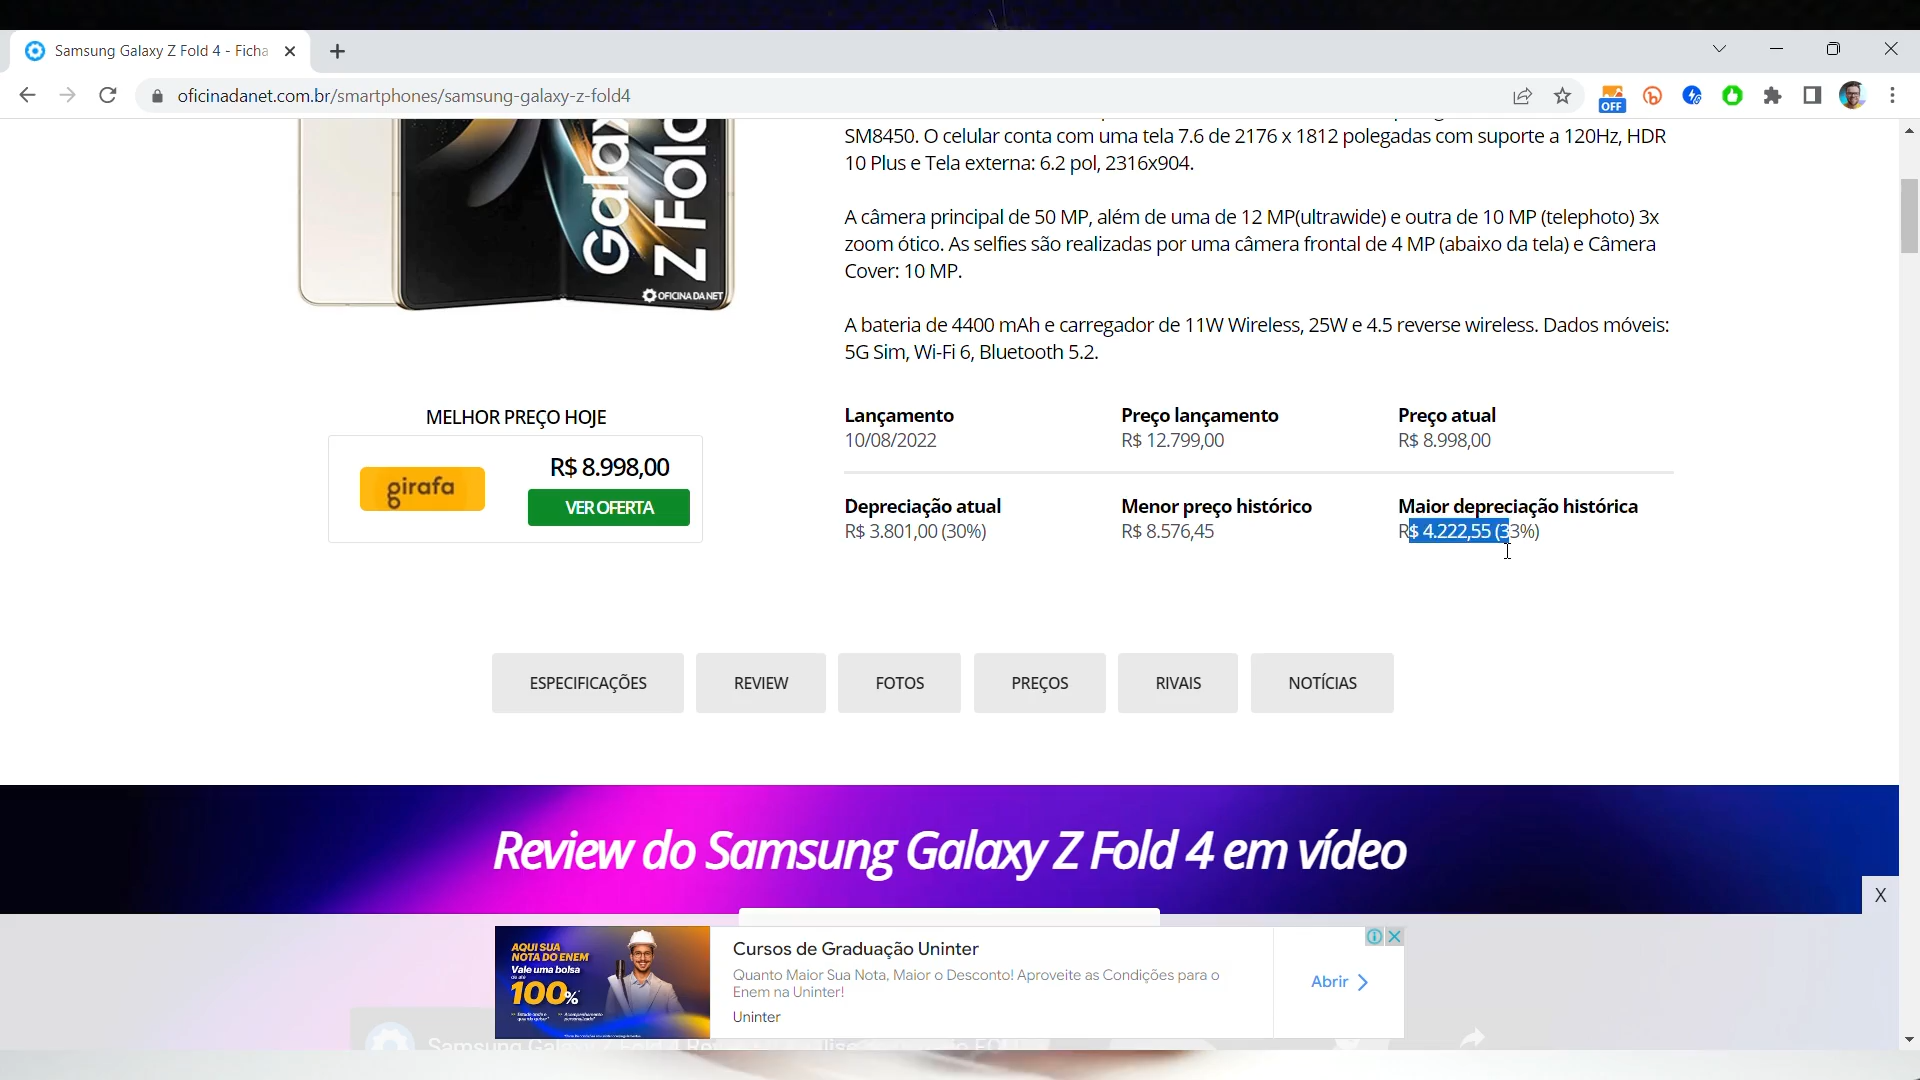 Samsung Galaxy Z Fold 4 - Ficha
oficinadanet.com.br/smartphones/samsung-galaxy-z-fold4
OFF
SM8450. O celular conta com uma tela 7.6 de 2176 x 1812 polegadas com suporte a 120Hz, HDR
10 Plus e Tela externa: 6.2 pol, 2316x904.
A câmera principal de 50 MP, além de uma de 12 MP(ultrawide) e outra de 10 MP (telephoto) 3x
zoom ótico. As selfies são realizadas por uma câmera frontal de 4 MP (abaixo da tela) e Câmera
Cover: 10 MP.
A bateria de 4400 mAh e carregador de 11W Wireless, 25W e 4.5 reverse wireless. Dados móveis:
5G Sim, Wi-Fi 6, Bluetooth 5.2.
Galaxy
Z Fold
OFICINA DA NET
MELHOR PREÇO HOJE
girafa
R$ 8.998,00
VER OFERTA
Lançamento
10/08/2022
Preço lançamento
R$ 12.799,00
Preço atual
R$ 8.998,00
Depreciação atual
R$ 3.801,00 (30%)
Menor preço histórico
R$ 8.576,45
Maior depreciação histórica
R$ 4.222,55 (33%)
ESPECIFICAÇÕES
REVIEW
FOTOS
PREÇOS
RIVAIS
NOTÍCIAS
Review do Samsung Galaxy Z Fold 4 em vídeo
X
AQUI SUA
NOTA DO ENEM
Vale uma bolsa
de até
100%
Cursos de Graduação Uninter
Quanto Maior Sua Nota, Maior o Desconto! Aproveite as Condições para o
Enem na Uninter!
Uninter
Abrir
Samsung Galaxy Z Fold 4